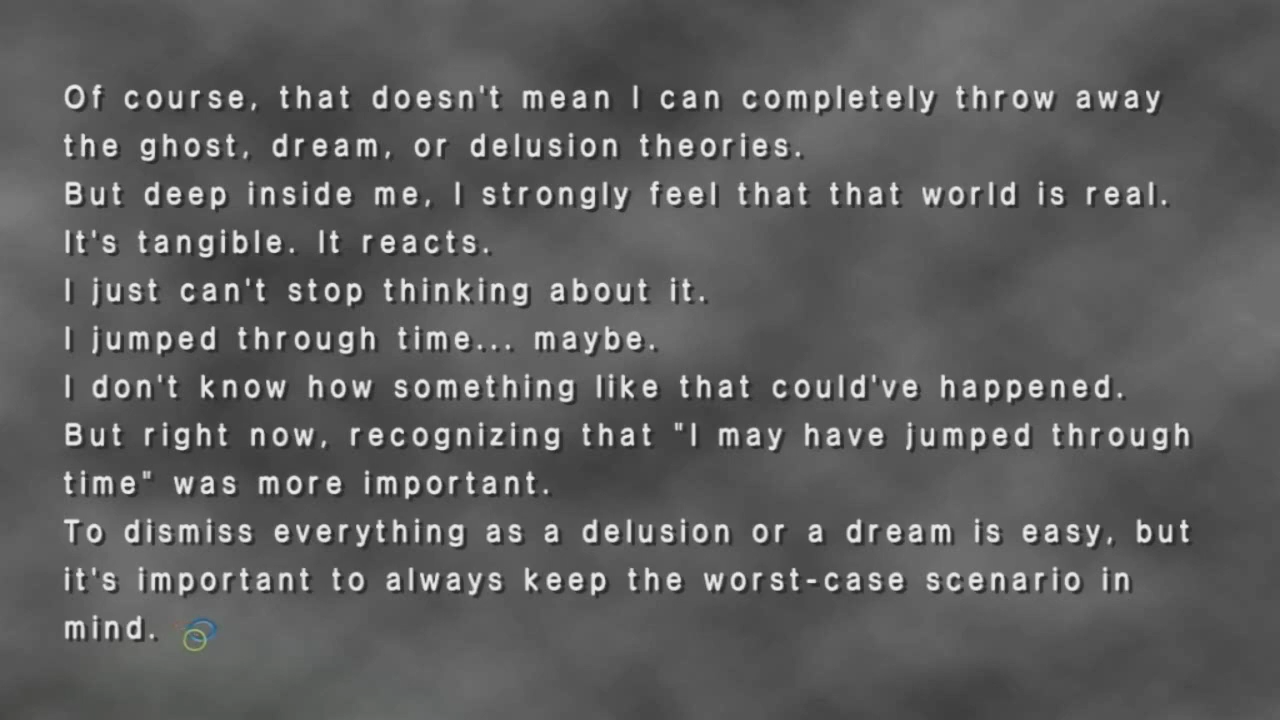 Of course, that doesn't mean I can completely throw away
the ghost, dream, or delusion theories.
But deep inside me, I strongly feel that that world is real.
It's tangible. It reacts.
I just can't stop thinking about it.
I jumped through time... maybe.
I don't know how something like that could've happened.
But right now, recognizing that "I may have jumped through
time" was more important.
To dismiss everything as a delusion or a dream is easy, but
it's important to always keep the worst-case scenario in
mind.